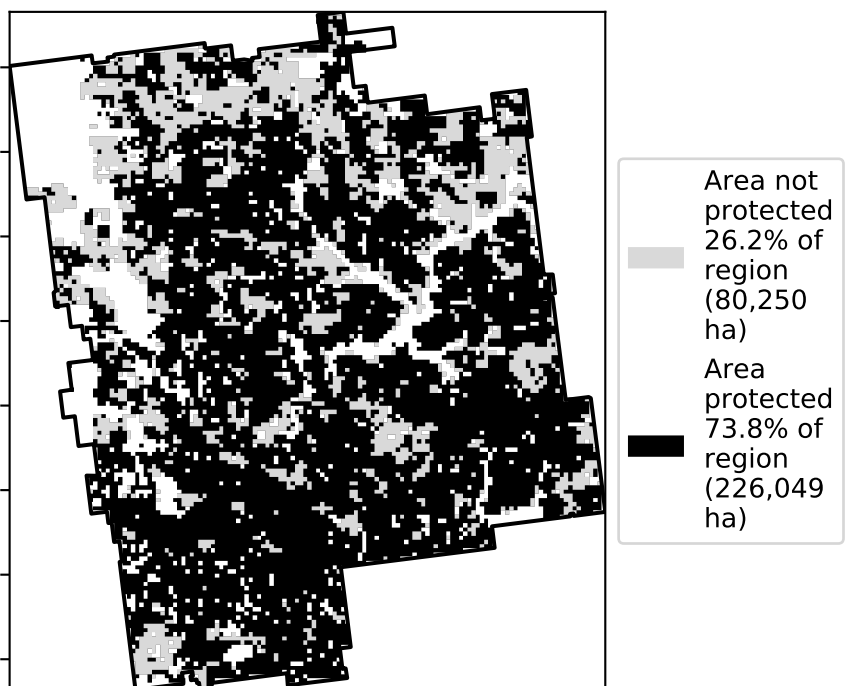 Area not
protected
26.2% of
region
(80,250
ha)
Area
protected
73.8% of
region
(226,049
ha)